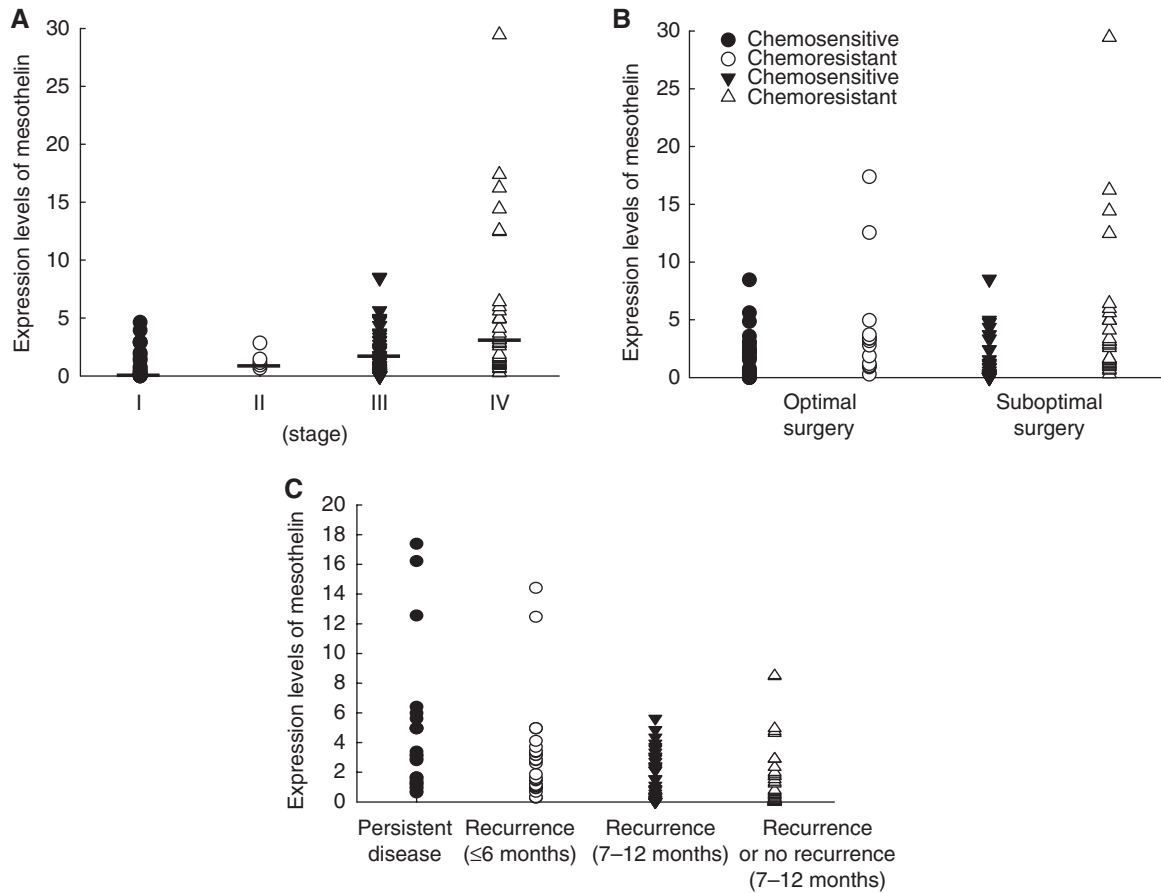 A
Expression levels of mesothelin
30
25
20
15
10
5
0
I
II
III
IV
(stage)
B
Expression levels of mesothelin
30
25
20
15
10
5
0
Chemosensitive
Chemoresistant
Chemosensitive
Chemoresistant
Optimal
surgery
Suboptimal
surgery
C
Expression levels of mesothelin
20
18
16
14
12
10
8
6
4
2
0
Persistent
disease
Recurrence
(≤6 months)
Recurrence
(7–12 months)
Recurrence
or no recurrence
(7–12 months)